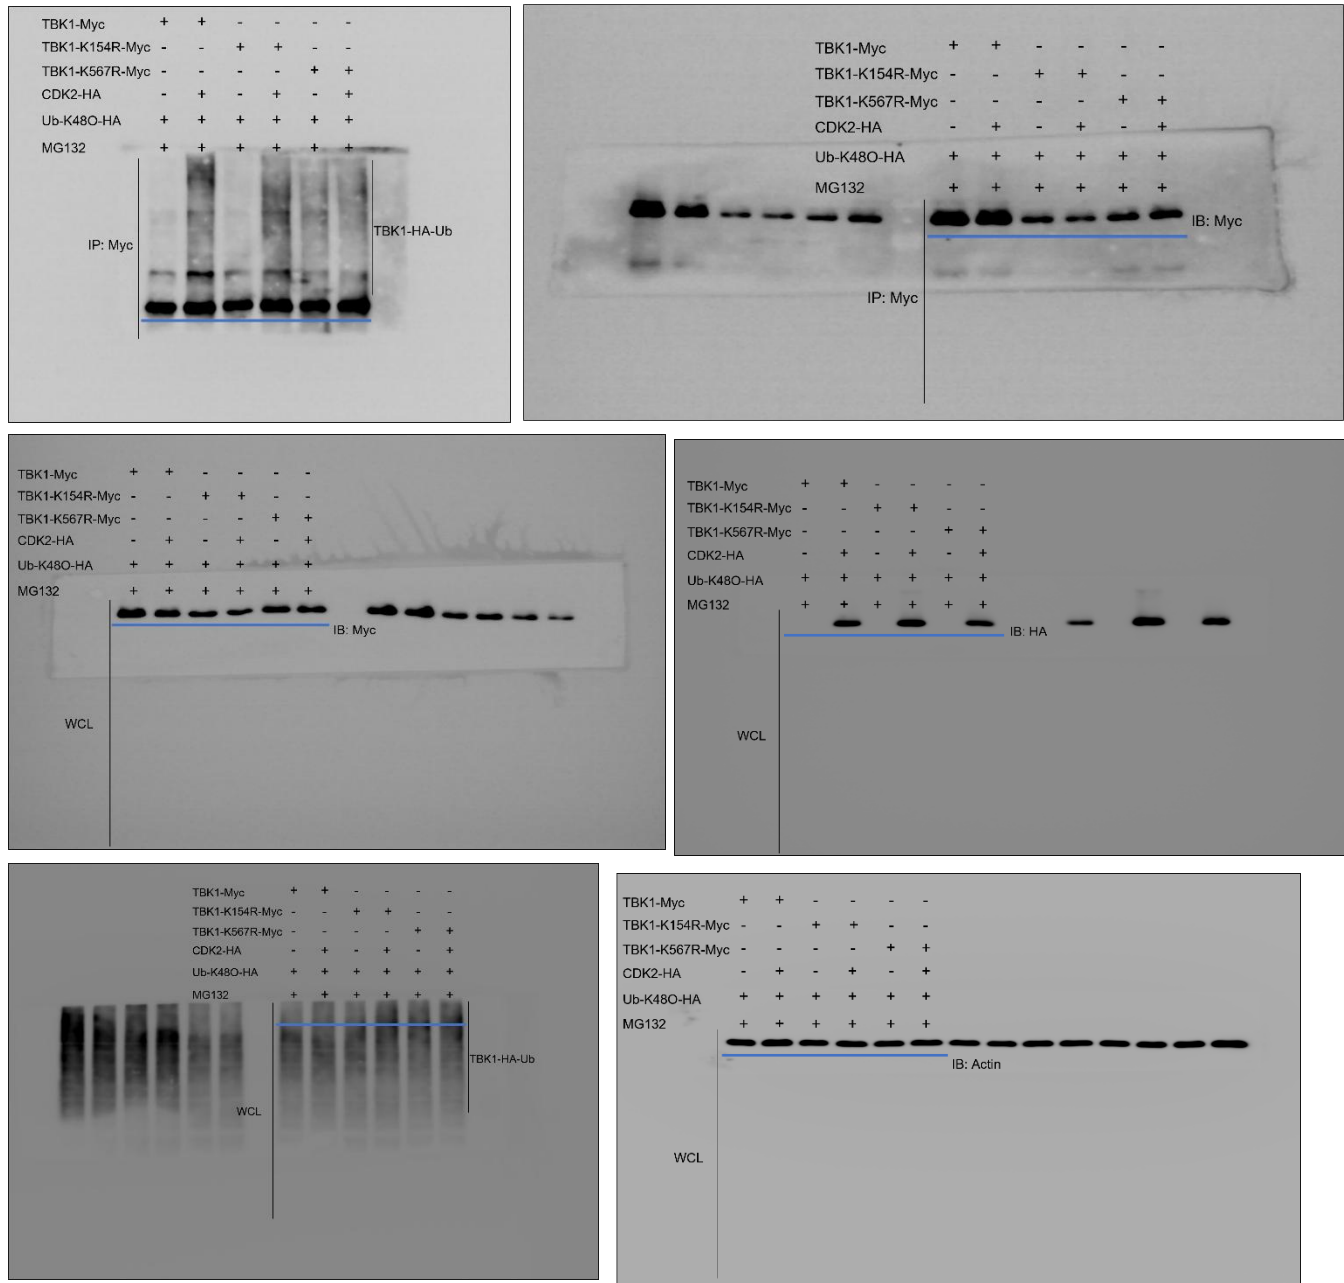 TBK1-Myc + + - - - -
TBK1-K154R-Myc - - + + - -
TBK1-K567R-Myc - - - - + +
CDK2-HA - + - + - +
Ub-K48O-HA + + + + + +
MG132 + + + + + +
IP: Myc
TBK1-HA-Ub
TBK1-Myc + + - - - -
TBK1-K154R-Myc - - + + - -
TBK1-K567R-Myc - - - - + +
CDK2-HA - + - + - +
Ub-K48O-HA + + + + + +
MG132 + + + + + +
IB: Myc
IP: Myc
TBK1-Myc + + - - - -
TBK1-K154R-Myc - - + + - -
TBK1-K567R-Myc - - - - + +
CDK2-HA - + - + - +
Ub-K48O-HA + + + + + +
MG132 + + + + + +
IB: Myc
WCL
TBK1-Myc + + - - - -
TBK1-K154R-Myc - - + + - -
TBK1-K567R-Myc - - - - + +
CDK2-HA - + - + - +
Ub-K48O-HA + + + + + +
MG132 + + + + + +
IB: HA
WCL
TBK1-Myc + + - - - -
TBK1-K154R-Myc - - + + - -
TBK1-K567R-Myc - - - - + +
CDK2-HA - + - + - +
Ub-K48O-HA + + + + + +
MG132 + + + + + +
TBK1-HA-Ub
WCL
TBK1-Myc + + - - - -
TBK1-K154R-Myc - - + + - -
TBK1-K567R-Myc - - - - + +
CDK2-HA - + - + - +
Ub-K48O-HA + + + + + +
MG132 + + + + + +
IB: Actin
WCL